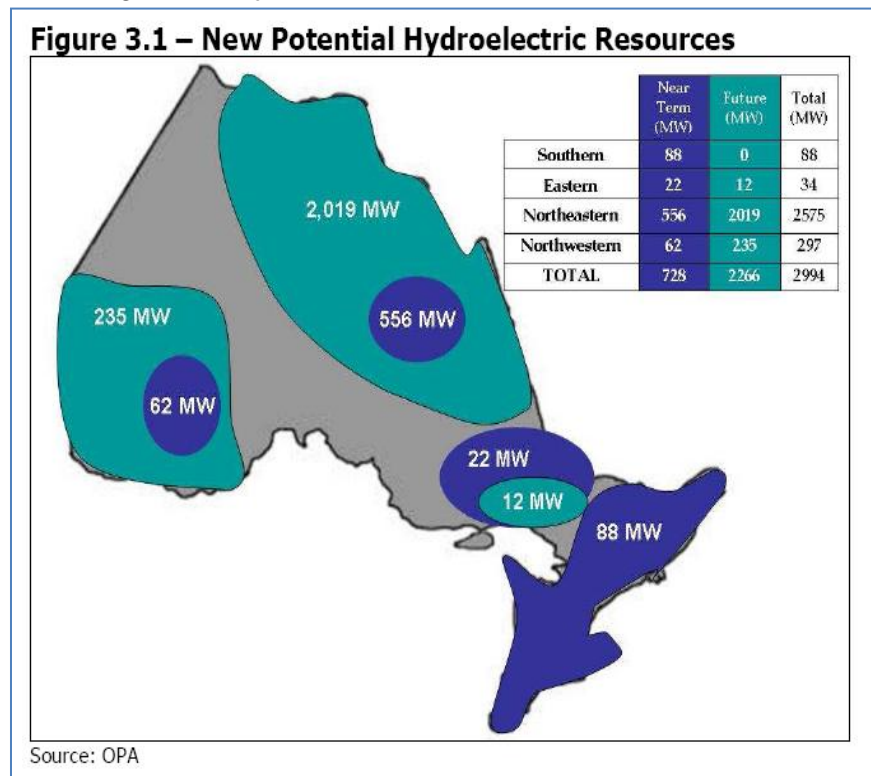 Figure 3.1 – New Potential Hydroelectric Resources
Near Term (MW) Future (MW) Total (MW)
Southern 88 0 88
Eastern 22 12 34
Northeastern 556 2019 2575
Northwestern 62 235 297
TOTAL 728 2266 2994
2,019 MW
556 MW
235 MW
62 MW
22 MW
12 MW
88 MW
Source: OPA